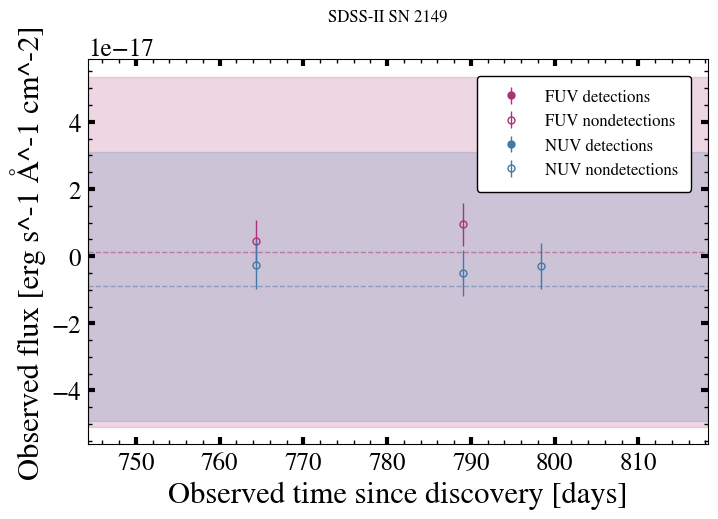 SDSS-II SN 2149
1e−17
FUV detections
FUV nondetections
NUV detections
NUV nondetections
4
2
0
−2
−4
Observed flux [erg s^-1 Å^-1 cm^-2]
750 760 770 780 790 800 810
Observed time since discovery [days]